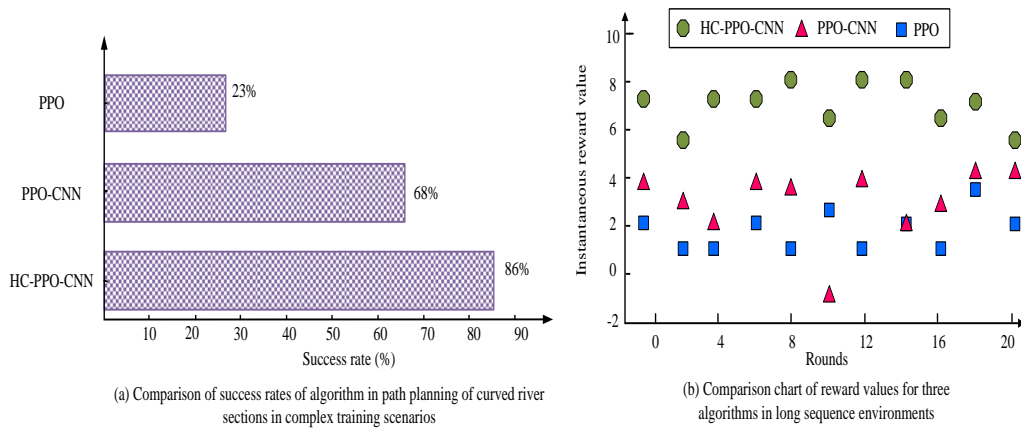 PPO
23%
PPO-CNN
68%
HC-PPO-CNN
86%
10 20 30 40 50 60 70 80 90
Success rate (%)
(a) Comparison of success rates of algorithm in path planning of curved river
sections in complex training scenarios
HC-PPO-CNN PPO-CNN PPO
Instantaneous reward value
10
8
6
4
2
0
-2
0 4 8 12 16 20
Rounds
(b) Comparison chart of reward values for three
algorithms in long sequence environments